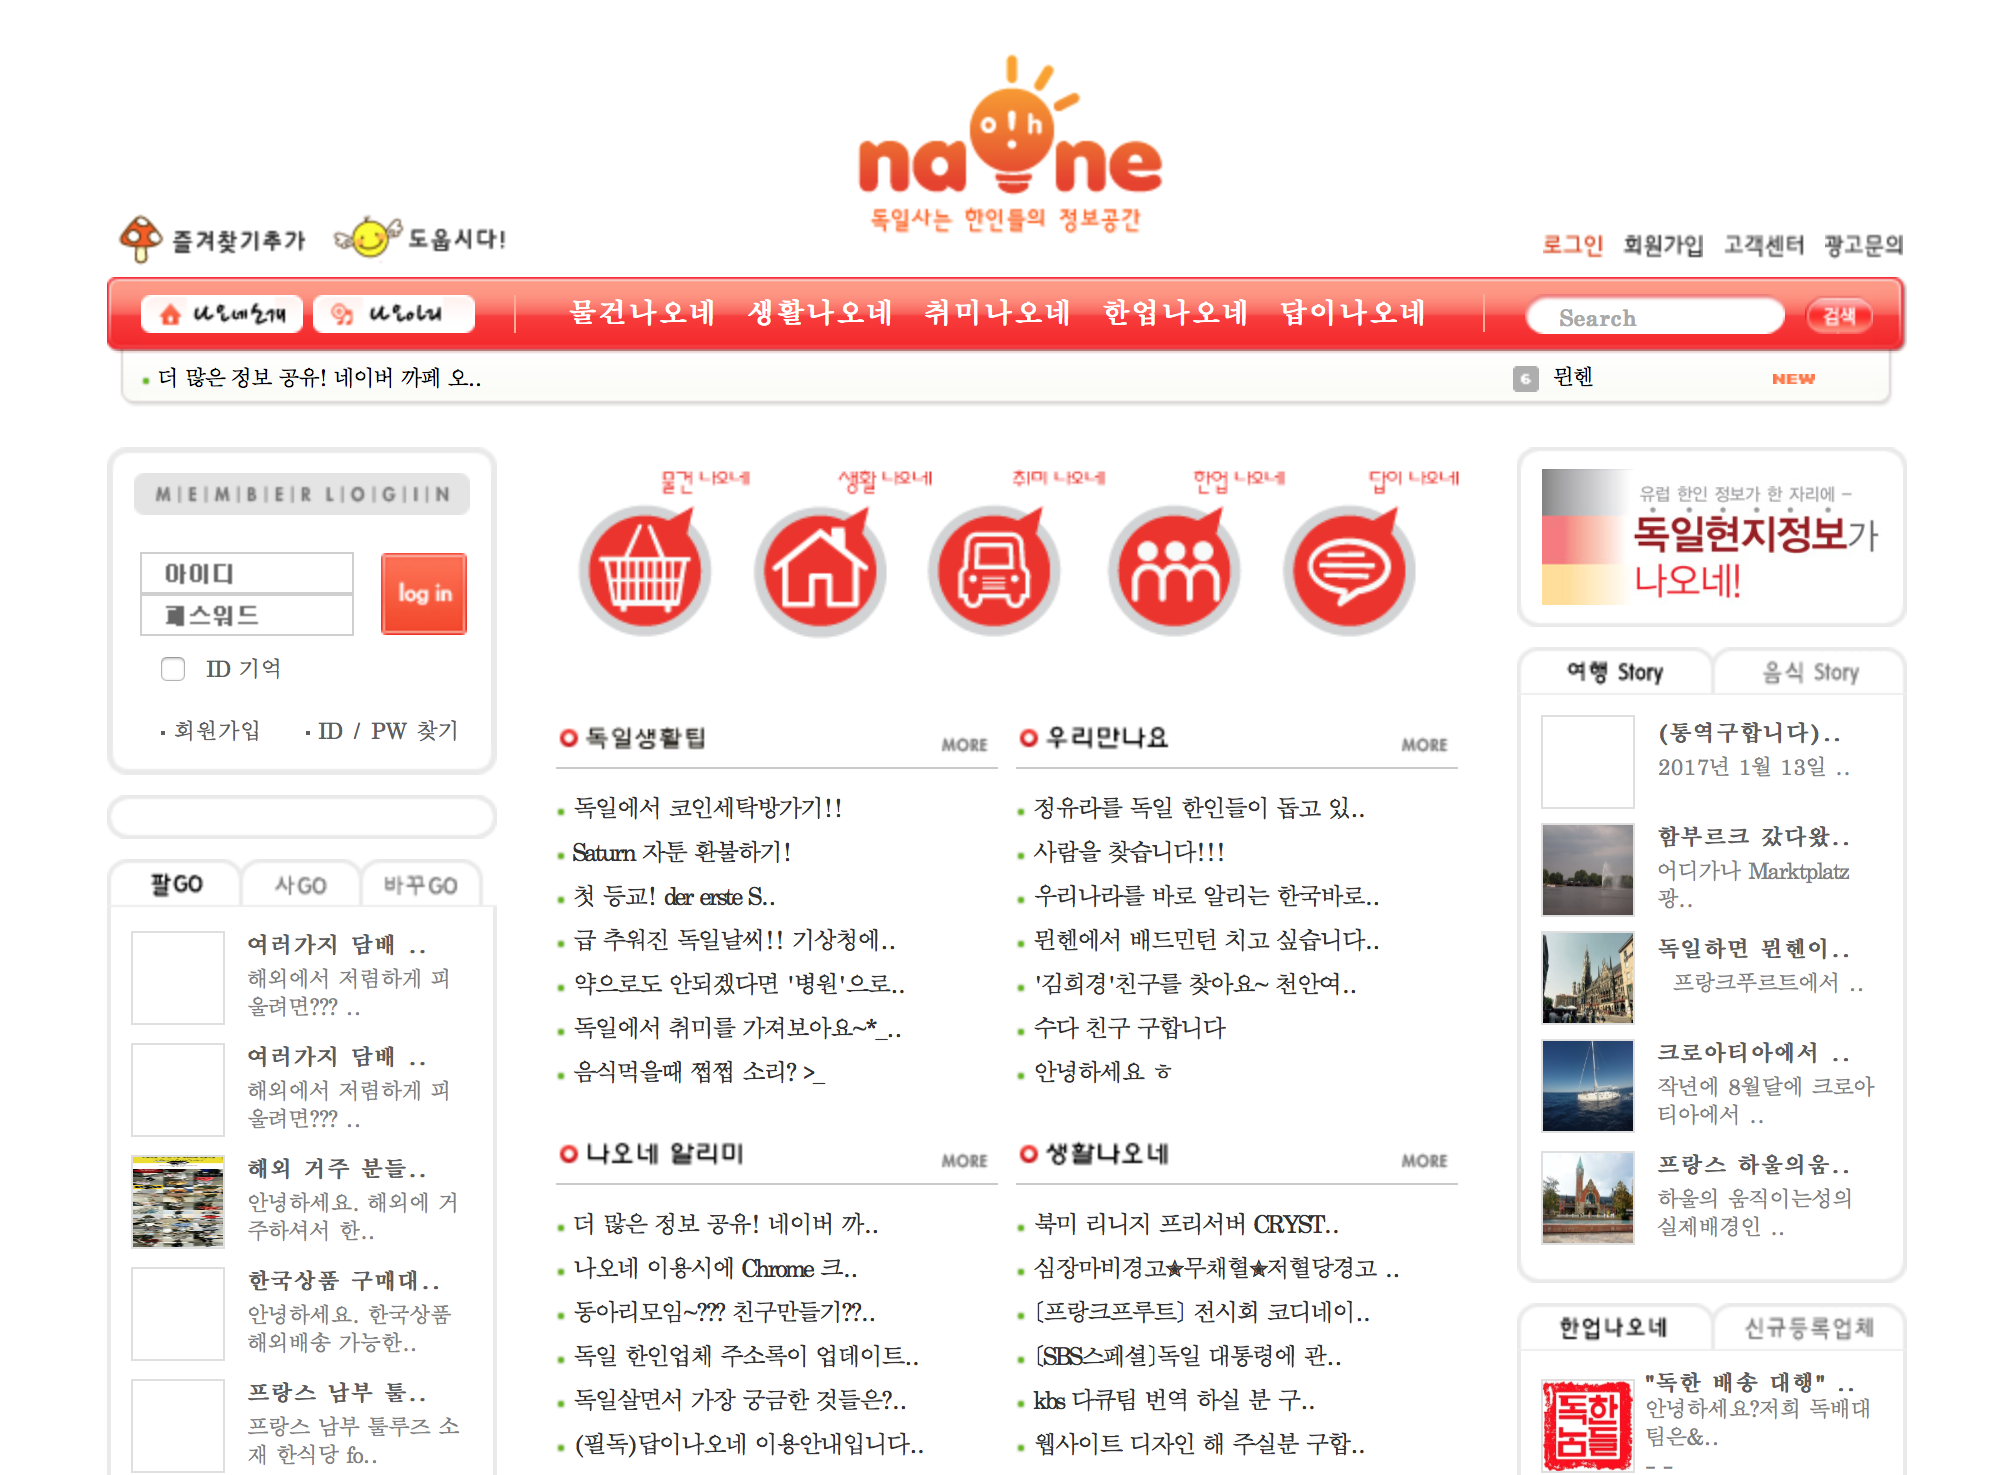 oh!
naone
독일사는 한인들의 정보공간
즐겨찾기추가
도웁시다!
로그인 회원가입 고객센터 광고문의
나오네소개
나오아리
물건나오네 생활나오네 취미나오네 한업나오네 답이나오네
Search
검색
더 많은 정보 공유! 네이버 까페 오..
6 뮌헨 NEW
M|E|M|B|E|R L|O|G|I|N
아이디
패스워드
log in
ID 기억
회원가입
ID / PW 찾기
팔GO
사GO
바꾸GO
여러가지 담배 ..
해외에서 저렴하게 피
울려면??? ..
여러가지 담배 ..
해외에서 저렴하게 피
울려면??? ..
해외 거주 분들..
안녕하세요. 해외에 거
주하셔서 한..
한국상품 구매대..
안녕하세요. 한국상품
해외배송 가능한..
프랑스 남부 툴..
프랑스 남부 툴루즈 소
재 한식당 fo..
물건 나오네
생활 나오네
취미 나오네
한업 나오네
답이 나오네
독일생활팁
MORE
독일에서 코인세탁방가기!!
Saturn 자툰 환불하기!
첫 등교! der erste S..
급 추워진 독일날씨!! 기상청에..
약으로도 안되겠다면 '병원'으로..
독일에서 취미를 가져보아요~*_..
음식먹을때 쩝쩝 소리? >_
우리만나요
MORE
정유라를 독일 한인들이 돕고 있..
사람을 찾습니다!!!
우리나라를 바로 알리는 한국바로..
뮌헨에서 배드민턴 치고 싶습니다..
'김희경'친구를 찾아요~ 천안여..
수다 친구 구합니다
안녕하세요 ㅎ
나오네 알리미
MORE
더 많은 정보 공유! 네이버 까..
나오네 이용시에 Chrome 크..
동아리모임~??? 친구만들기??..
독일 한인업체 주소록이 업데이트..
독일살면서 가장 궁금한 것들은?..
(필독)답이나오네 이용안내입니다..
생활나오네
MORE
북미 리니지 프리서버 CRYST..
심장마비경고★무채혈★저혈당경고 ..
[프랑크프루트] 전시회 코디네이..
[SBS스페셜]독일 대통령에 관..
kbs 다큐팀 번역 하실 분 구..
웹사이트 디자인 해 주실분 구합..
유럽 한인 정보가 한 자리에 –
독일현지정보가
나오네!
여행 Story
음식 Story
(통역구합니다)..
2017년 1월 13일 ..
함부르크 갔다왔..
어디가나 Marktplatz
광..
독일하면 뮌헨이..
프랑크푸르트에서 ..
크로아티아에서 ..
작년에 8월달에 크로아
티아에서 ..
프랑스 하울의움..
하울의 움직이는성의
실제배경인 ..
한업나오네
신규등록업체
독한
놈들
"독한 배송 대행" ..
안녕하세요?저희 독배대
팀은&..